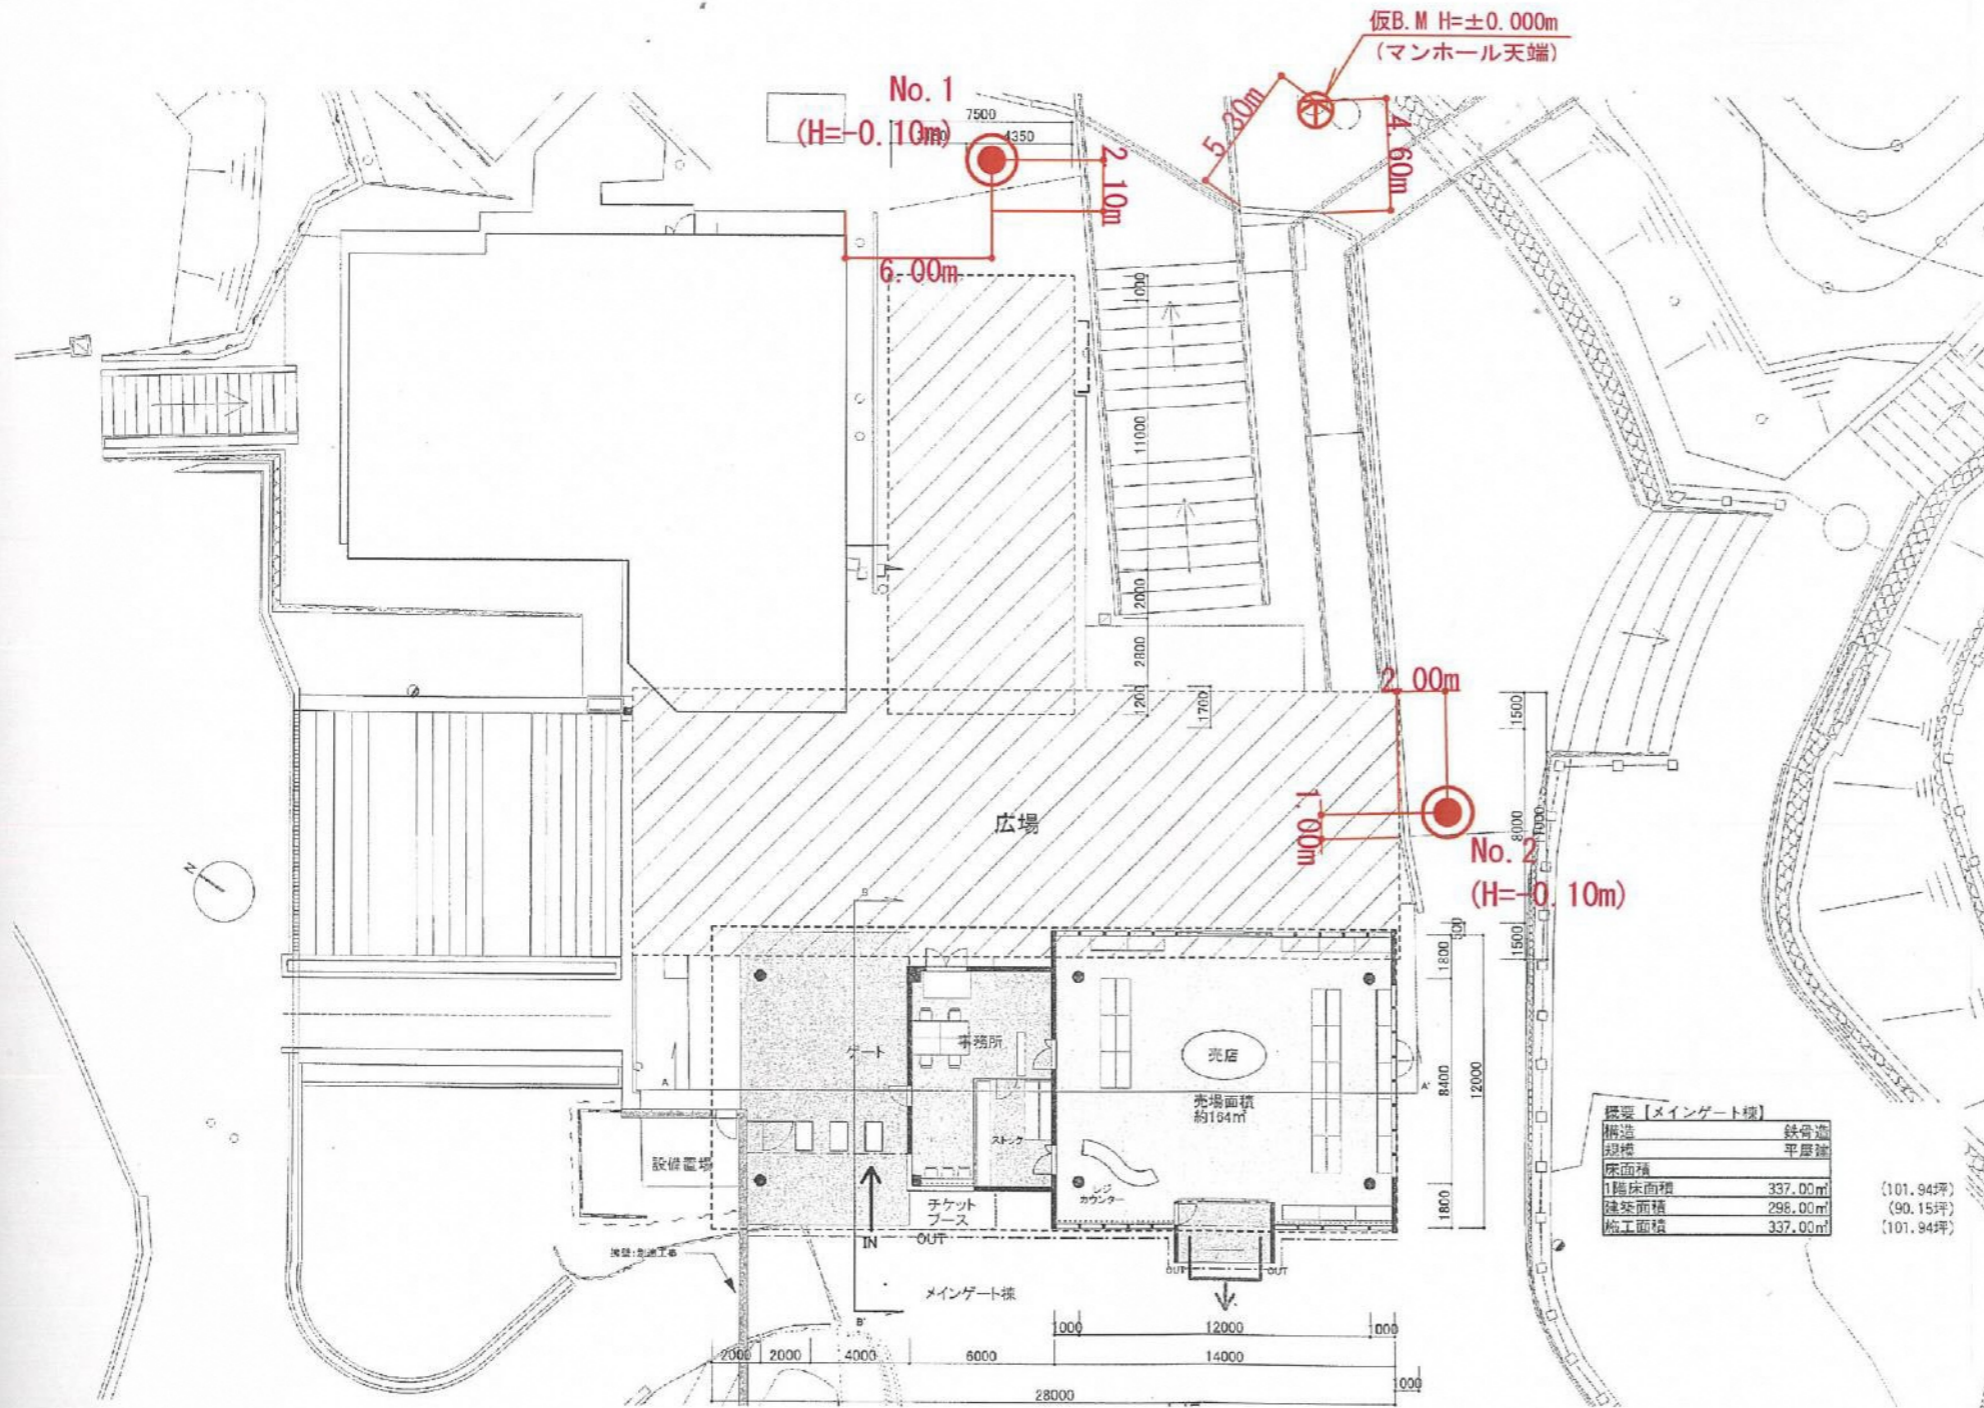 仮B.M H=±0.000m
(マンホール天端)
No.1
(H=-0.10m)
7500
4350
2.10m
5.30m
4.60m
6.00m
1000
11000
2000
2800
1200
1700
2.00m
1500
8000
1.00m
広場
No.2
(H=-0.10m)
1500
N
B
1800
8400
12000
1800
ゲート
事務所
売店
売場面積
約164㎡
A
A'
ストック
設備置場
レジ
カウンター
チケット
ブース
IN
OUT
OUT
OUT
メインゲート棟
B'
1000
12000
1000
2000
2000
4000
6000
14000
1000
28000
概要【メインゲート棟】
構造 鉄骨造
規模 平屋建
床面積
1階床面積 337.00㎡ (101.94坪)
建築面積 298.00㎡ (90.15坪)
施工面積 337.00㎡ (101.94坪)